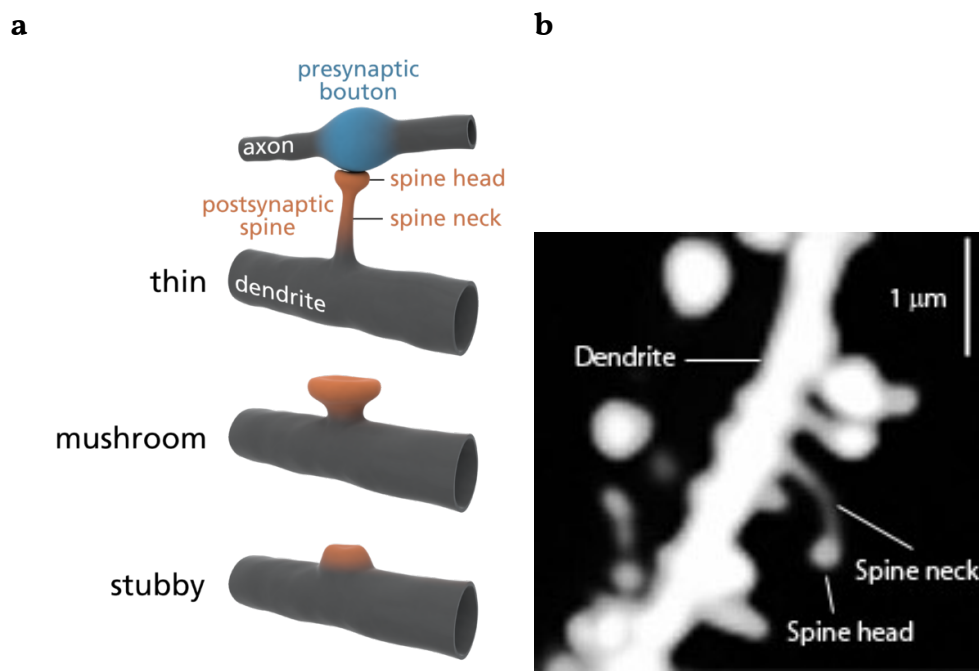 a
presynaptic
bouton
axon
spine head
postsynaptic
spine
spine neck
thin
dendrite
mushroom
stubby
b
1 μm
Dendrite
Spine neck
Spine head